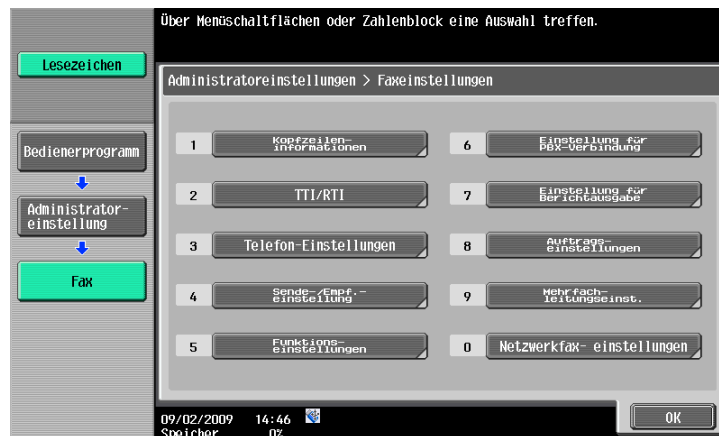 Über Menüschaltflächen oder Zahlenblock eine Auswahl treffen.
Lesezeichen
Administratoreinstellungen > Faxeinstellungen
Bedienerprogramm
Administrator-
einstellung
Fax
1 Kopfzeilen-
informationen
2 TTI/RTI
3 Telefon-Einstellungen
4 Sende-/Empf.-
einstellung
5 Funktions-
einstellungen
6 Einstellung für
PBX-Verbindung
7 Einstellung für
Berichtausgabe
8 Auftrags-
einstellungen
9 Mehrfach-
leitungseinst.
0 Netzwerkfax- einstellungen
09/02/2009 14:46
Speicher 0%
OK